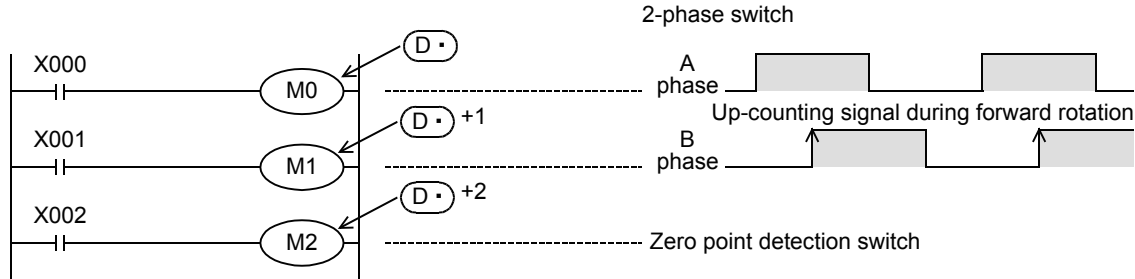 2-phase switch
D·
X000
M0
A
phase
Up-counting signal during forward rotation
D· +1
X001
M1
B
phase
D· +2
X002
M2
Zero point detection switch